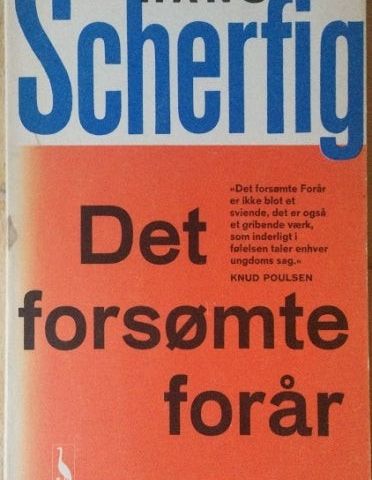 Scherfig
»Det forsømte Forår
er ikke blot et
sviende, det er også
et gribende værk,
som inderligt i
følelsen taler enhver
ungdoms sag.«
KNUD POULSEN
Det
forsømte
forår